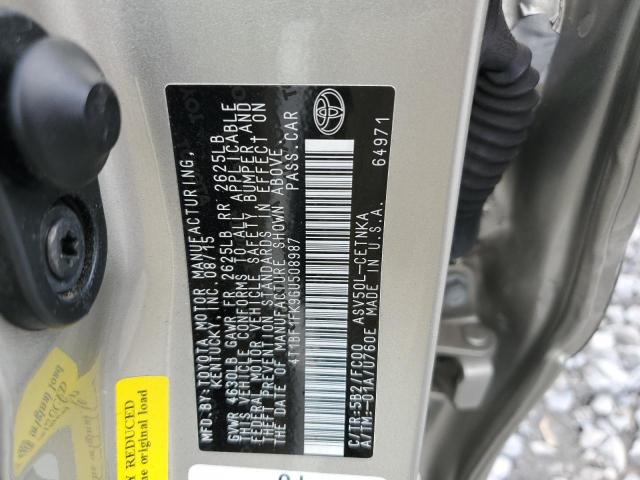 MFD.BY:TOYOTA MOTOR MANUFACTURING,
KENTUCKY, INC. 08/15
GVWR 4630LB GAWR FR 2625LB RR 2625LB
THIS VEHICLE CONFORMS TO ALL APPLICABLE
FEDERAL MOTOR VEHICLE SAFETY BUMPER, AND
THEFT PREVENTION STANDARDS IN EFFECT ON
THE DATE OF MANUFACTURE SHOWN ABOVE.
4T1BF1FK9GU508987 PASS.CAR
C/TR:5B2/FC00 ASV50L-CETNKA
A/TM:-01A/U760E MADE IN U.S.A. 64971
Y REDUCED
he original load